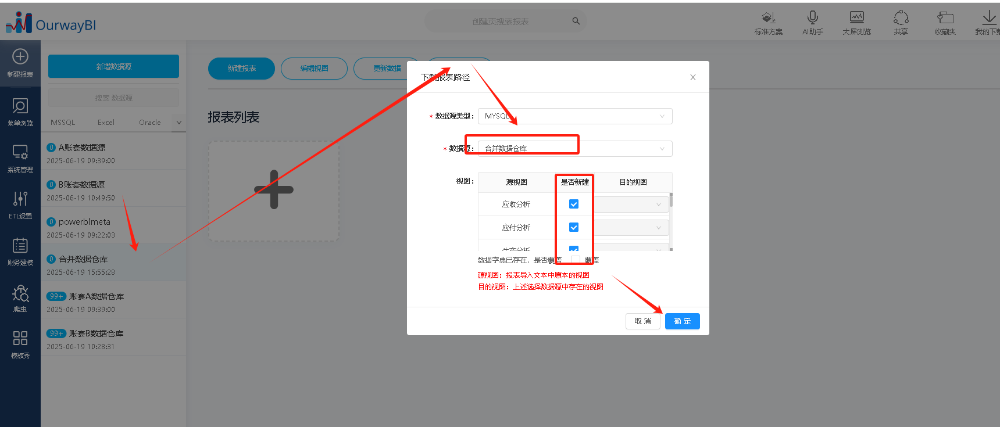 OurwayBI
创建页搜索报表
标准方案
AI助手
大屏浏览
共享
收藏夹
我的下载
新建报表
菜单浏览
系统管理
ETL设置
财务建模
爬虫
模板秀
新增数据源
搜索 数据源
MSSQL Excel Oracle
0 A账套数据源
2025-06-19 09:39:00
0 B账套数据源
2025-06-19 10:49:50
0 powerbimeta
2025-06-19 09:22:03
0 合并数据仓库
2025-06-19 15:55:28
99+ 账套A数据仓库
2025-06-19 09:39:00
99+ 账套B数据仓库
2025-06-19 10:28:31
新建报表 编辑视图 更新数据
报表列表
下载报表路径
* 数据源类型: MYSQL
* 数据源: 合并数据仓库
视图:
源视图 是否新建 目的视图
应收分析
应付分析
生产分析
数据字典已存在，是否覆盖 覆盖
源视图：报表导入文本中原本的视图
目的视图：上述选择数据源中存在的视图
取 消 确 定